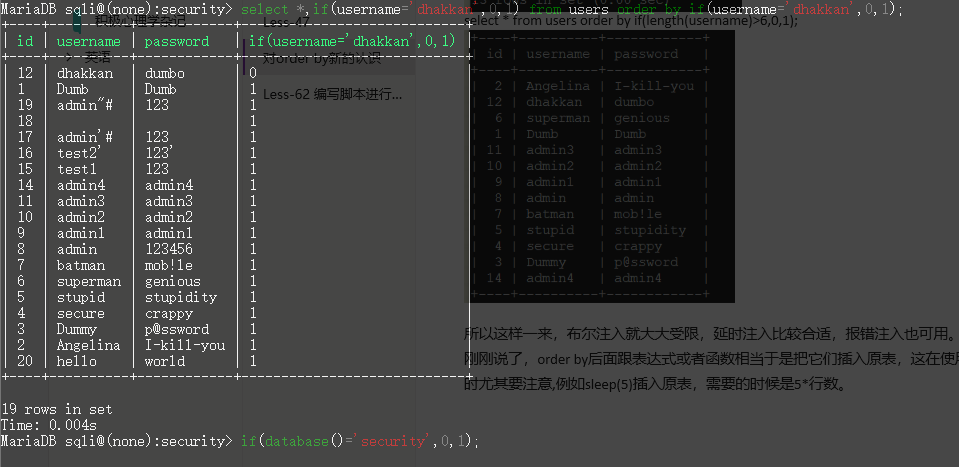 MariaDB sqli@(none):security> select *,if(username='dhakkan',0,1) from users order by if(username='dhakkan',0,1);
+----+----------+------------+---------------------------+
| id | username | password | if(username='dhakkan',0,1)
| 12 | dhakkan | dumbo | 0
| 1 | Dumb | Dumb | 1
| 19 | admin"# | 123 | 1
| 18 | | | 1
| 17 | admin'# | 123 | 1
| 16 | test2' | 123' | 1
| 15 | test1 | 123 | 1
| 14 | admin4 | admin4 | 1
| 11 | admin3 | admin3 | 1
| 10 | admin2 | admin2 | 1
| 9 | admin1 | admin1 | 1
| 8 | admin | 123456 | 1
| 7 | batman | mob!le | 1
| 6 | superman | genious | 1
| 5 | stupid | stupidity | 1
| 4 | secure | crappy | 1
| 3 | Dummy | p@ssword | 1
| 2 | Angelina | I-kill-you | 1
| 20 | hello | world | 1
19 rows in set
Time: 0.004s
MariaDB sqli@(none):security> if(database()='security',0,1);
积极心理学杂记
英语
Less-47
对order by新的认识
Less-62 编写脚本进行...
select * from users order by if(length(username)>6,0,1);
| id | username | password |
| 2 | Angelina | I-kill-you |
| 12 | dhakkan | dumbo |
| 6 | superman | genious |
| 1 | Dumb | Dumb |
| 11 | admin3 | admin3 |
| 10 | admin2 | admin2 |
| 9 | admin1 | admin1 |
| 8 | admin | admin |
| 7 | batman | mob!le |
| 5 | stupid | stupidity |
| 4 | secure | crappy |
| 3 | Dummy | p@ssword |
| 14 | admin4 | admin4 |
所以这样一来，布尔注入就大大受限，延时注入比较合适，报错注入也可用。
刚刚说了，order by后面跟表达式或者函数相当于是把它们插入原表，这在使用
时尤其要注意,例如sleep(5)插入原表，需要的时候是5*行数。